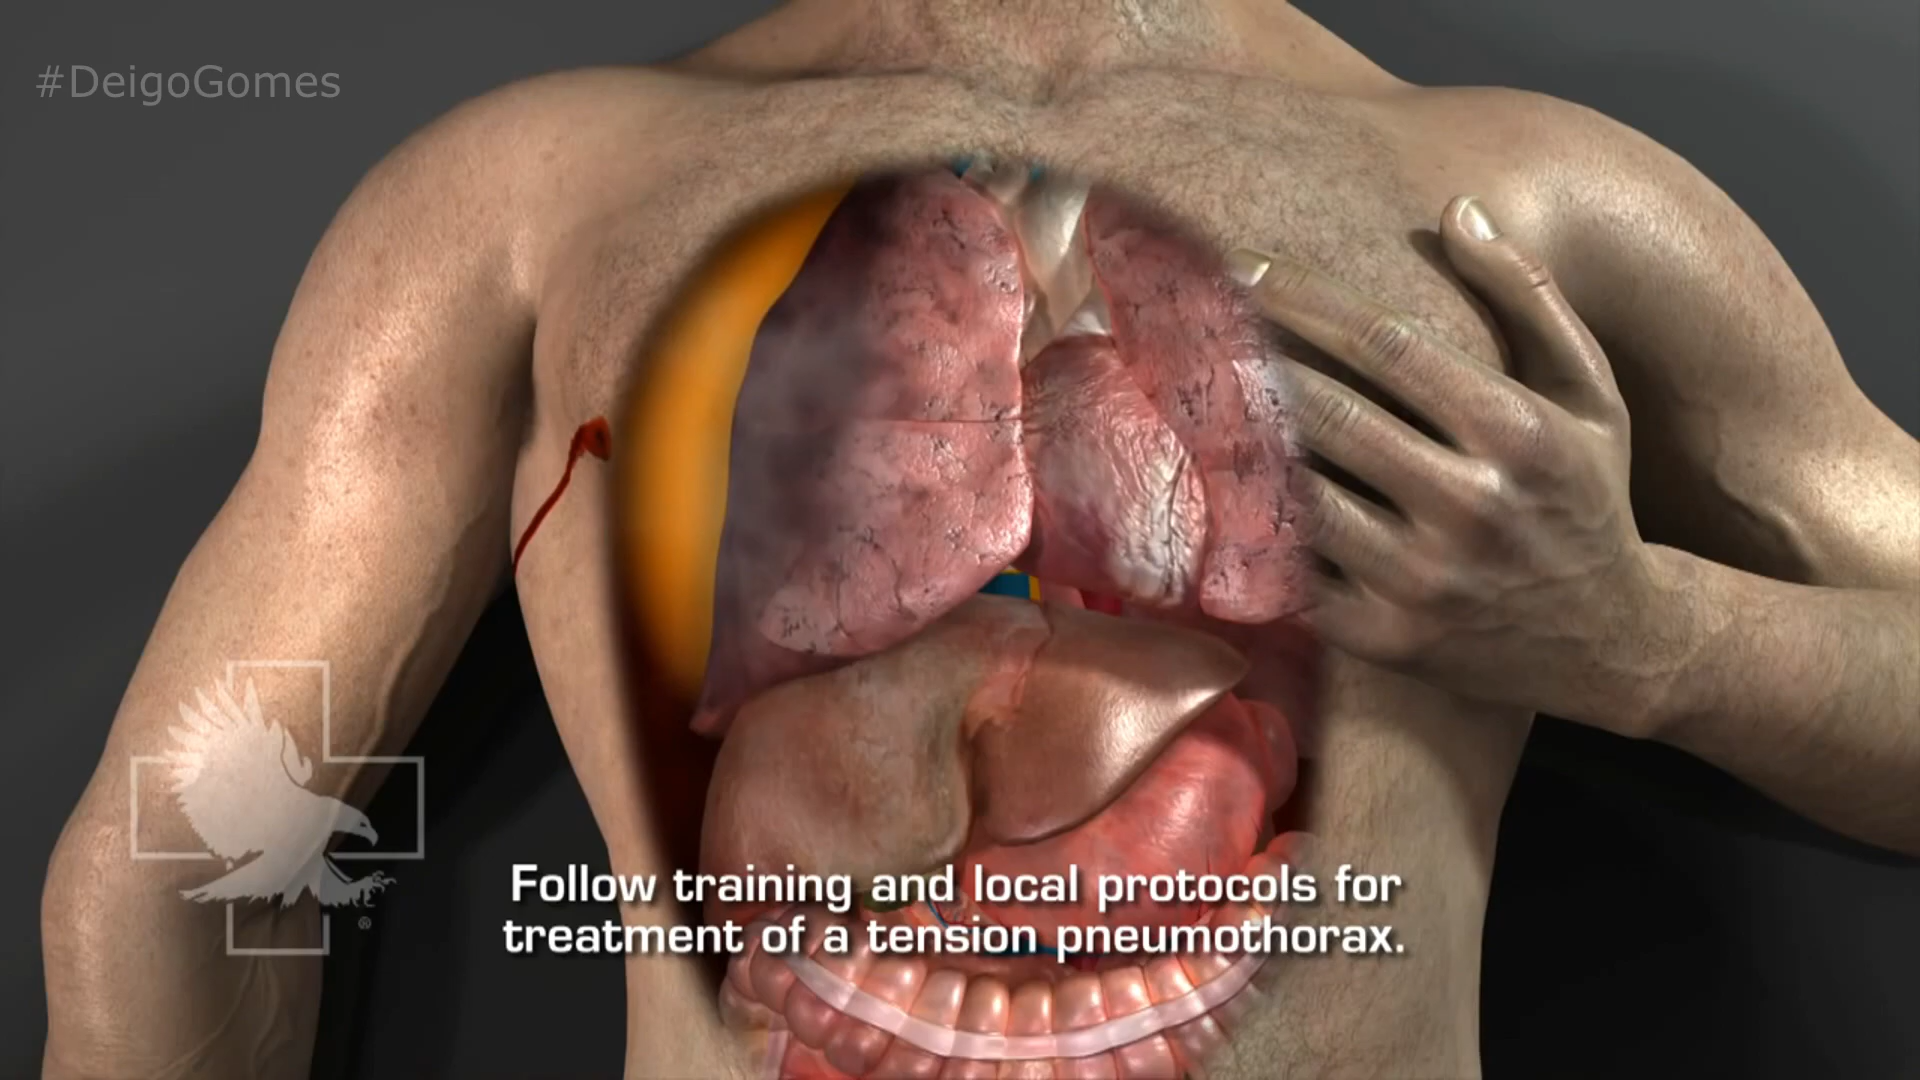 #DeigoGomes
Follow training and local protocols for
treatment of a tension pneumothorax.
®